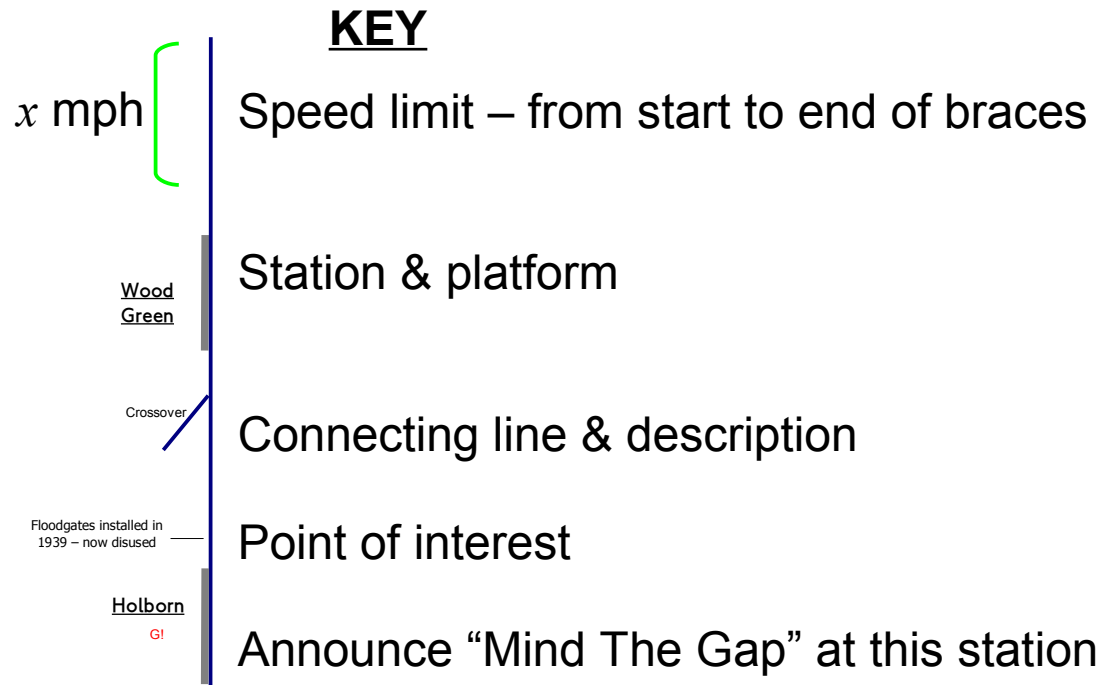 KEY
x mph
Speed limit – from start to end of braces
Wood
Green
Station & platform
Crossover
Connecting line & description
Floodgates installed in
1939 – now disused
Point of interest
Holborn
G!
Announce “Mind The Gap” at this station